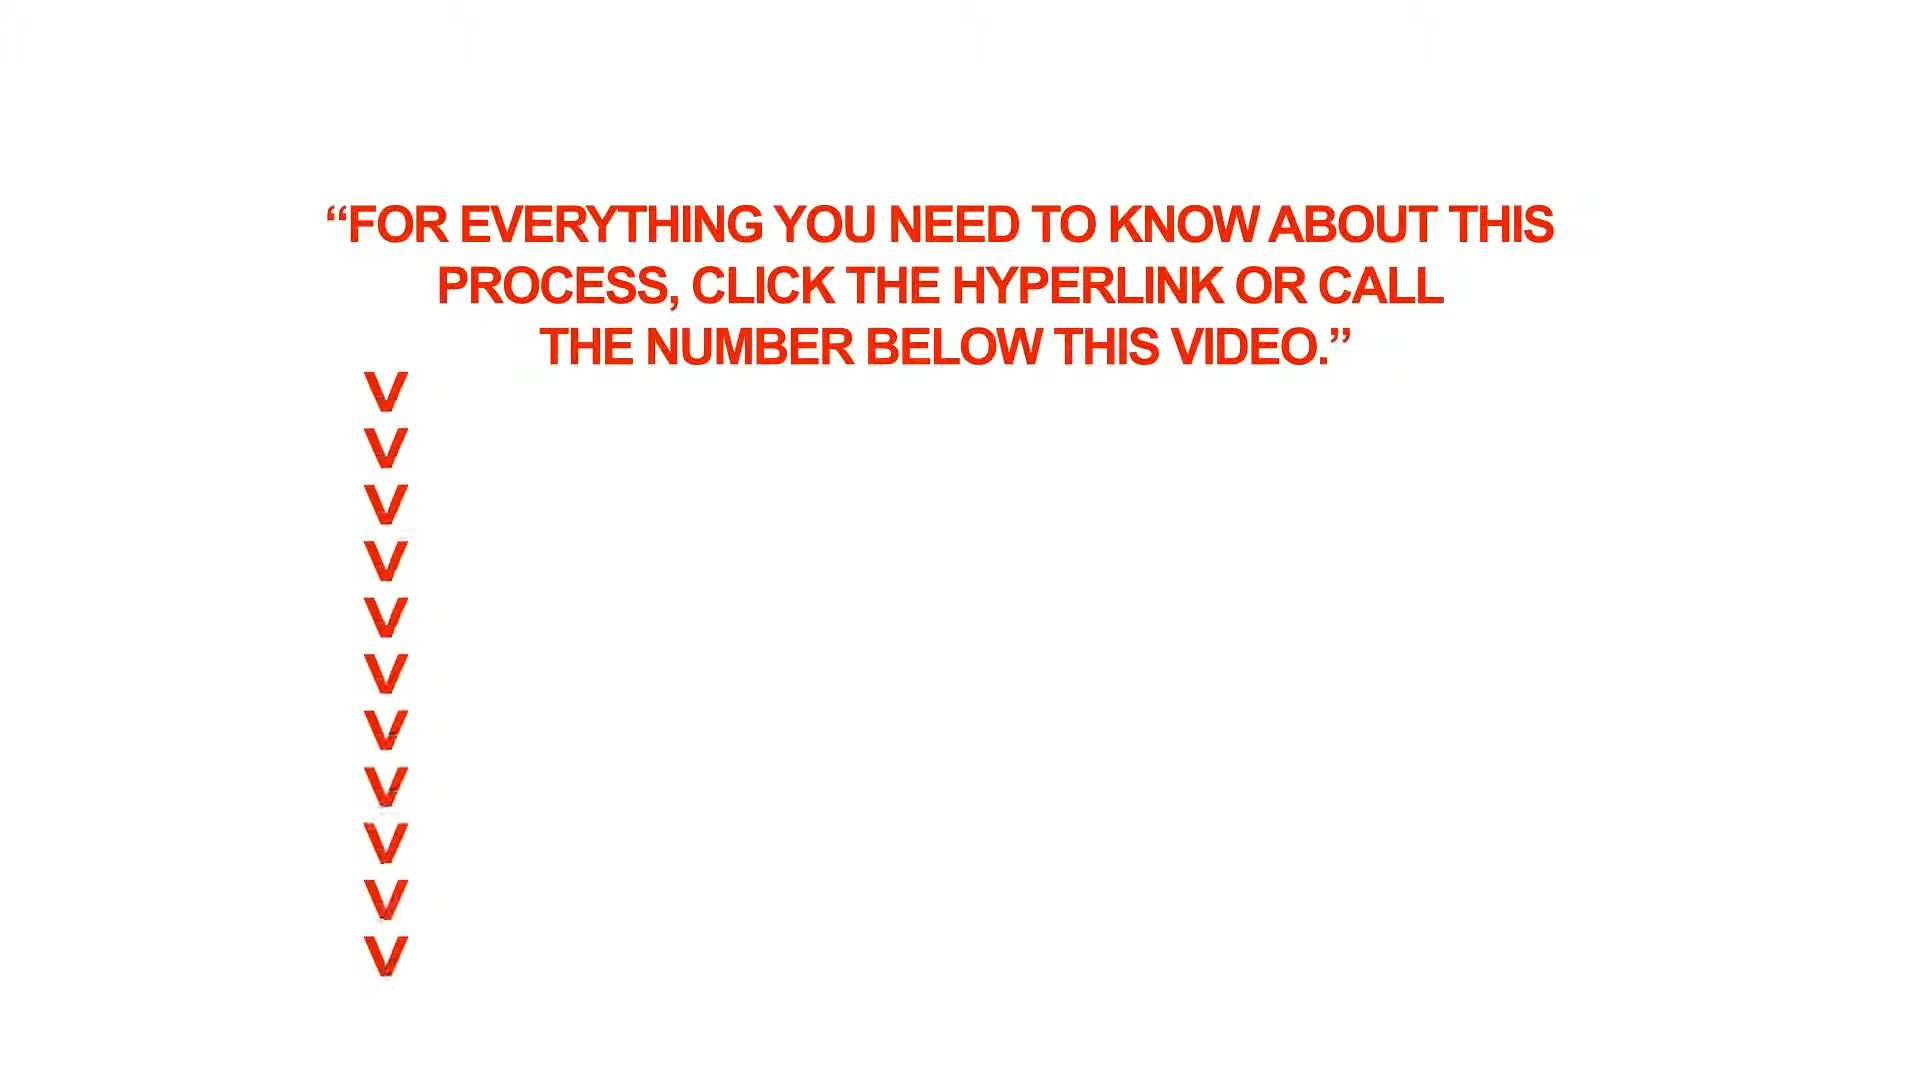 “FOR EVERYTHING YOU NEED TO KNOW ABOUT THIS
PROCESS, CLICK THE HYPERLINK OR CALL
THE NUMBER BELOW THIS VIDEO.”
V
V
V
V
V
V
V
V
V
V
V